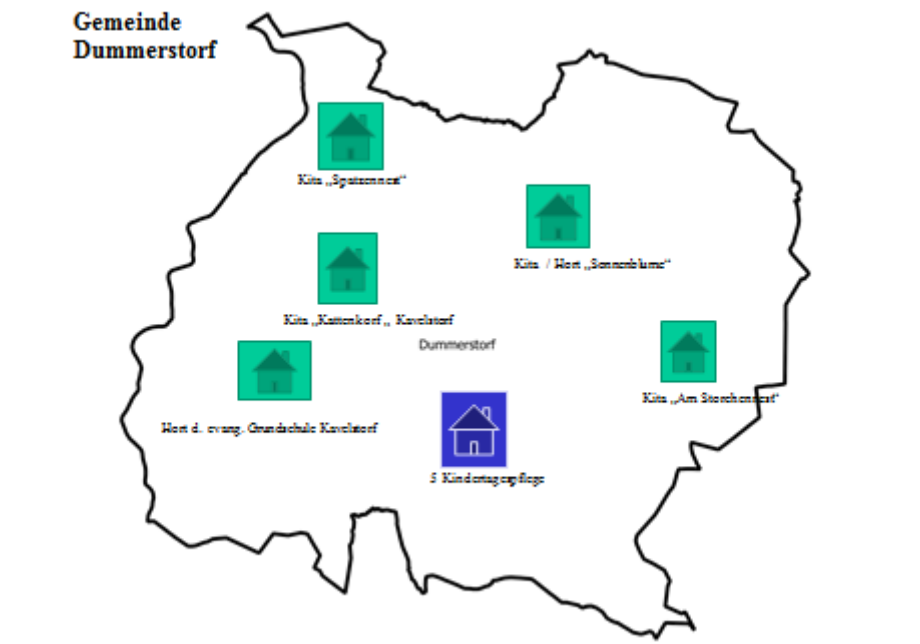 Gemeinde
Dummerstorf
Kita „Spatzennest“
Kita / Hort „Sonnenblume“
Kita „Kattenkorf „ Kavelstorf
Dummerstorf
Kita „Am Storchennest“
Hort d. evang. Grundschule Kavelstorf
5 Kindertagespflege